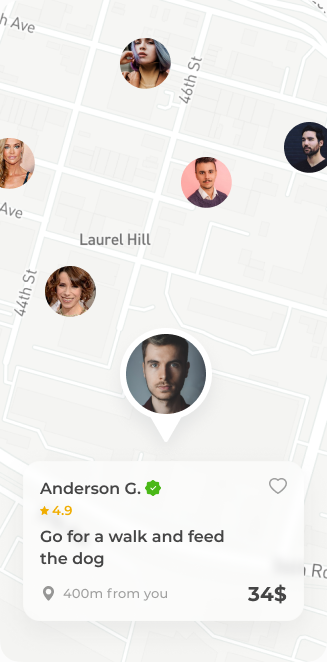 h Ave
46th St
Ave
Laurel Hill
44th St
Anderson G.
4.9
Go for a walk and feed
the dog
400m from you
34$